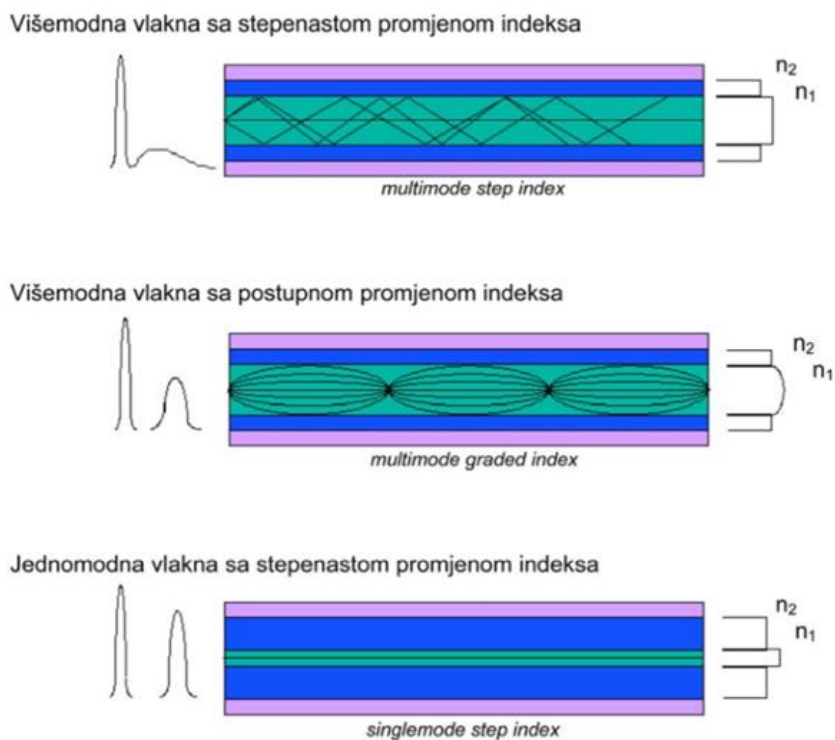 Višemodna vlakna sa stepenastom promjenom indeksa
n2
n1
multimode step index
Višemodna vlakna sa postupnom promjenom indeksa
n2
n1
multimode graded index
Jednomodna vlakna sa stepenastom promjenom indeksa
n2
n1
singlemode step index